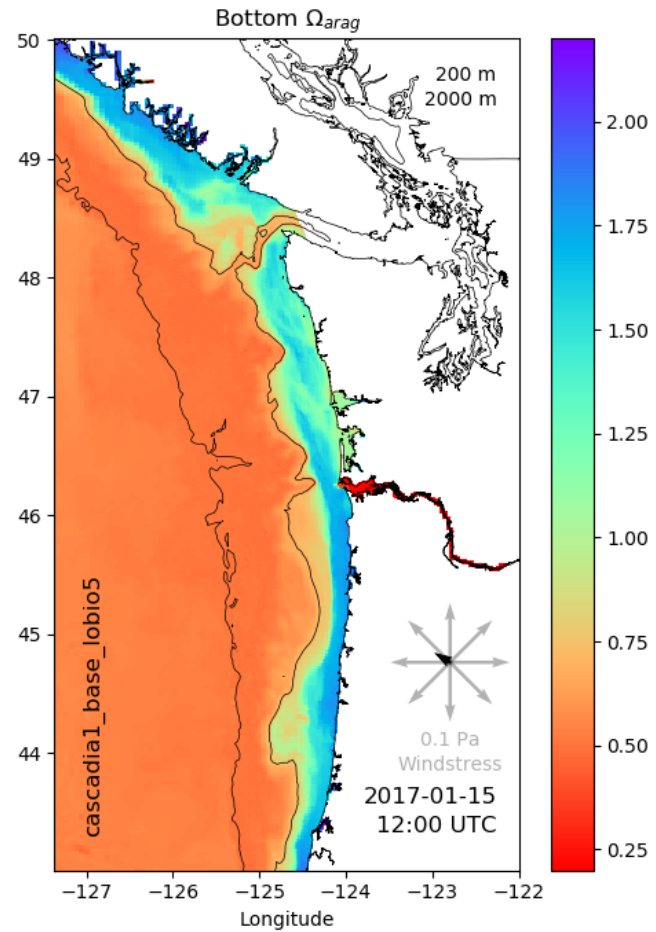 Bottom Ω_arag
50
49
48
47
46
45
44
200 m
2000 m
cascadia1_base_lobio5
0.1 Pa
Windstress
2017-01-15
12:00 UTC
−127 −126 −125 −124 −123 −122
Longitude
2.00
1.75
1.50
1.25
1.00
0.75
0.50
0.25